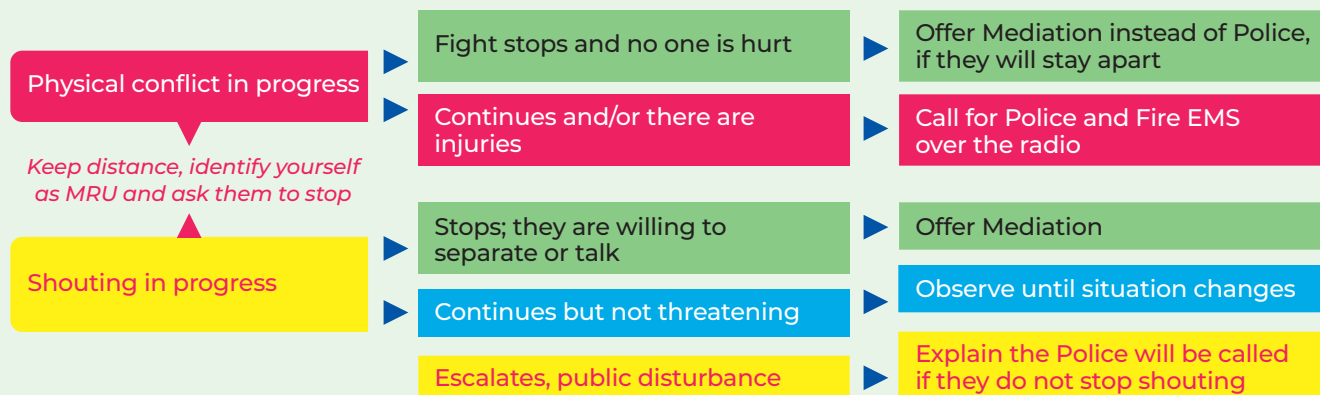 Physical conflict in progress
Keep distance, identify yourself
as MRU and ask them to stop
Shouting in progress
Fight stops and no one is hurt
Offer Mediation instead of Police,
if they will stay apart
Continues and/or there are
injuries
Call for Police and Fire EMS
over the radio
Stops; they are willing to
separate or talk
Offer Mediation
Continues but not threatening
Observe until situation changes
Escalates, public disturbance
Explain the Police will be called
if they do not stop shouting